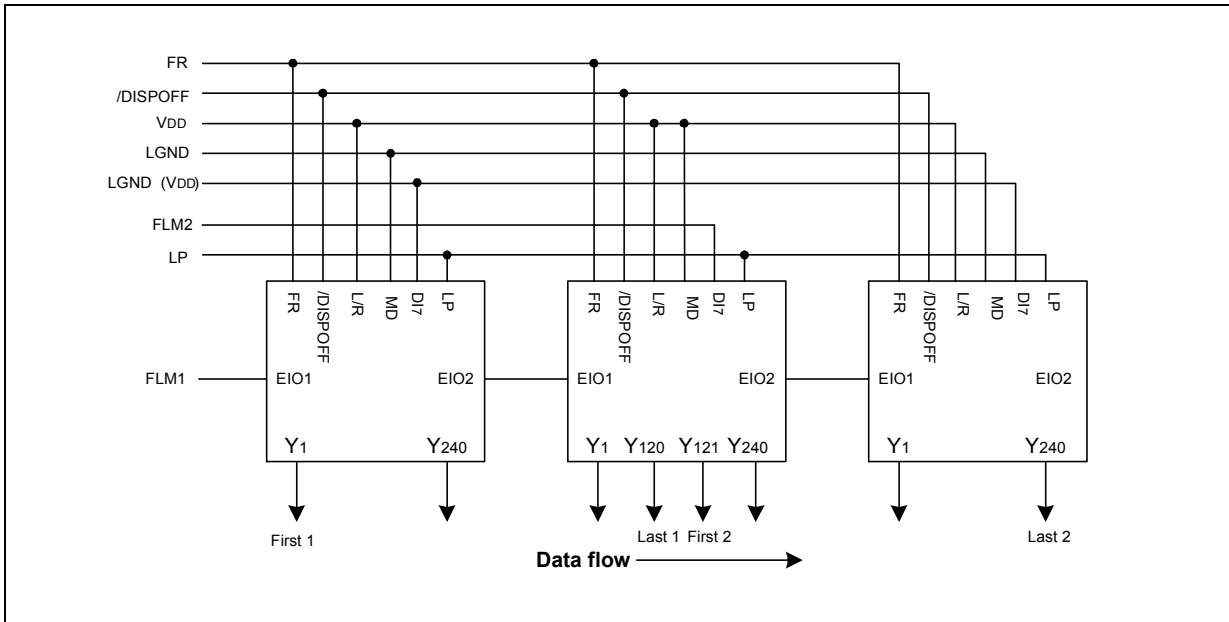 FR
/DISPOFF
VDD
LGND
LGND (VDD)
FLM2
LP
FR
/DISPOFF
L/R
MD
DI7
LP
FR
/DISPOFF
L/R
MD
DI7
LP
FR
/DISPOFF
L/R
MD
DI7
LP
FLM1
EIO1
EIO2
EIO1
EIO2
EIO1
EIO2
Y1
Y240
Y1
Y120
Y121
Y240
Y1
Y240
First 1
Last 1
First 2
Last 2
Data flow